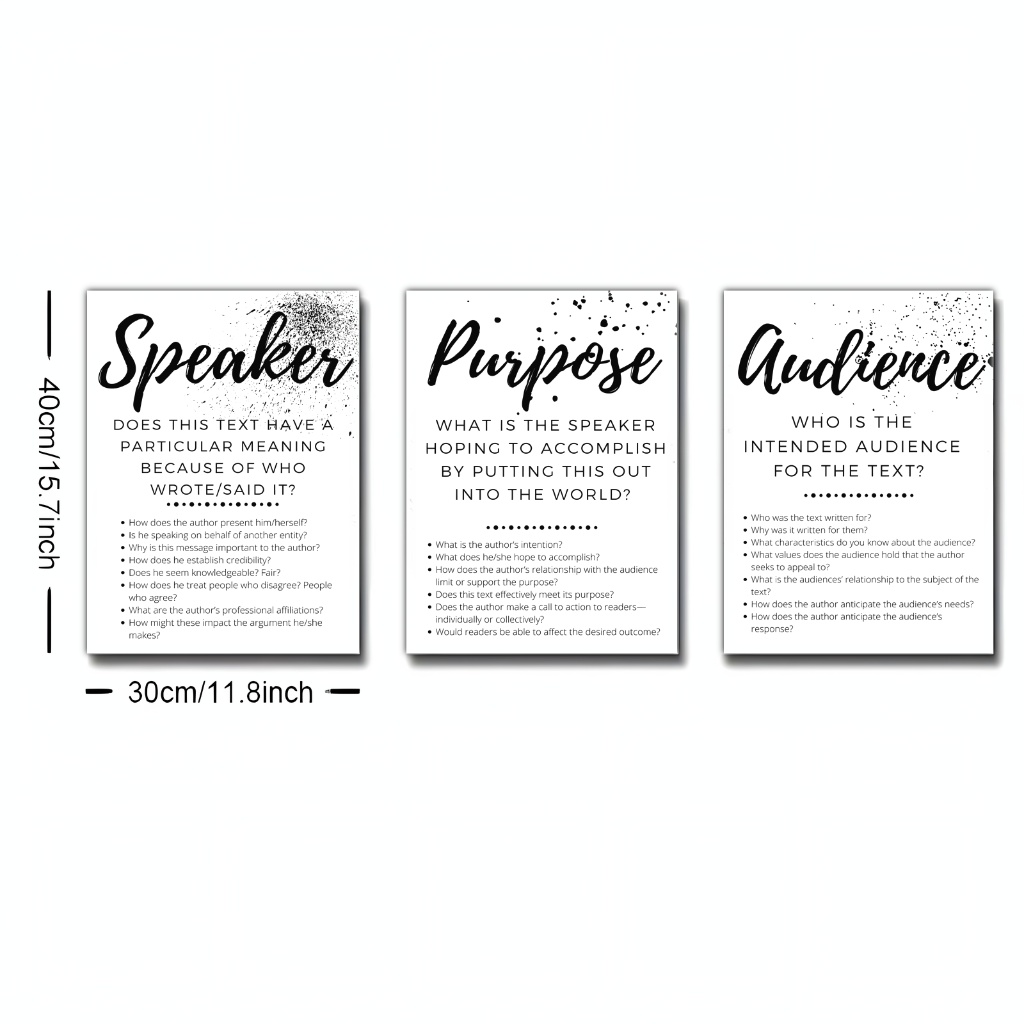 40cm/15.7inch
Speaker
DOES THIS TEXT HAVE A
PARTICULAR MEANING
BECAUSE OF WHO
WROTE/SAID IT?
• How does the author present him/herself?
• Is he speaking on behalf of another entity?
• Why is this message important to the author?
• How does he establish credibility?
• Does he seem knowledgeable? Fair?
• How does he treat people who disagree? People
who agree?
• What are the author's professional affiliations?
• How might these impact the argument he/she
makes?
30cm/11.8inch
Purpose
WHAT IS THE SPEAKER
HOPING TO ACCOMPLISH
BY PUTTING THIS OUT
INTO THE WORLD?
• What is the author's intention?
• What does he/she hope to accomplish?
• How does the author's relationship with the audience
limit or support the purpose?
• Does this text effectively meet its purpose?
• Does the author make a call to action to readers—
individually or collectively?
• Would readers be able to affect the desired outcome?
Audience
WHO IS THE
INTENDED AUDIENCE
FOR THE TEXT?
• Who was the text written for?
• Why was it written for them?
• What characteristics do you know about the audience?
• What values does the audience hold that the author
seeks to appeal to?
• What is the audiences' relationship to the subject of the
text?
• How does the author anticipate the audience's needs?
• How does the author anticipate the audience's
response?